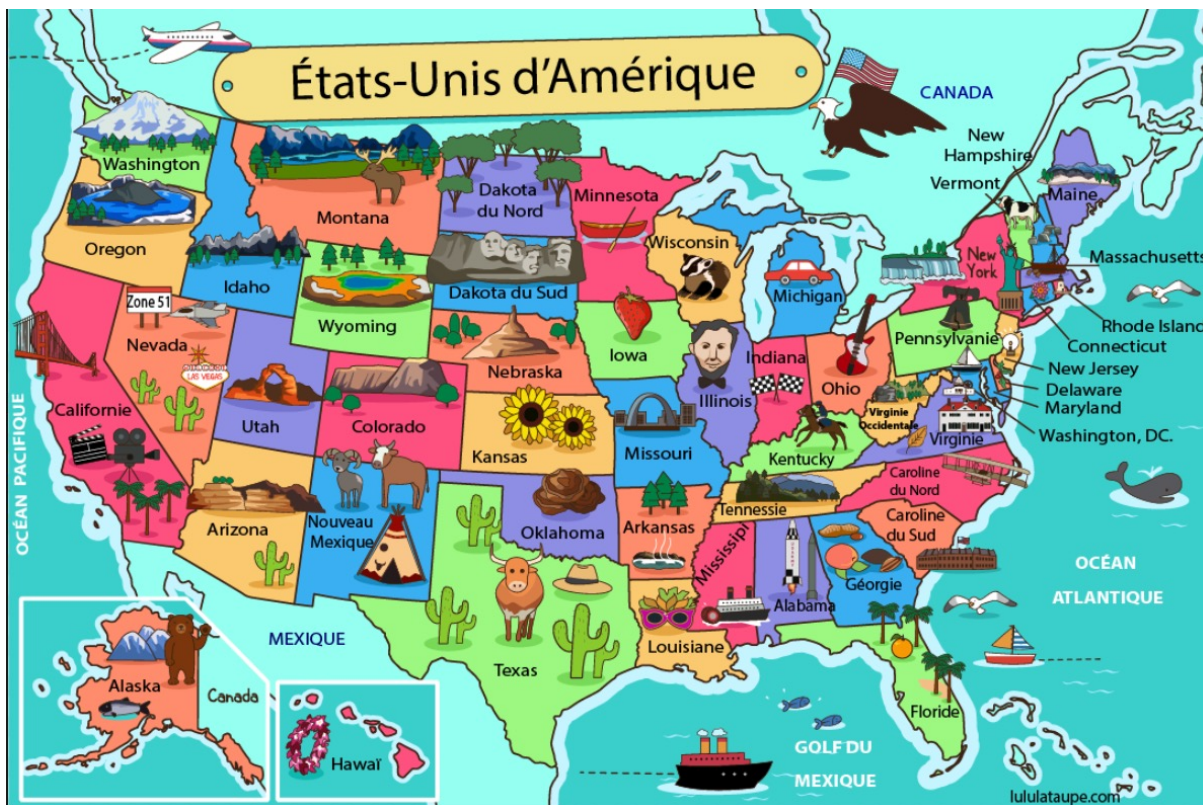 États-Unis d'Amérique
CANADA
New
Hampshire
Vermont
Maine
Washington
Montana
Dakota
du Nord
Minnesota
Oregon
Idaho
Wisconsin
New
York
Massachusetts
Zone 51
Wyoming
Dakota du Sud
Michigan
Rhode Island
Connecticut
Nevada
LAS VEGAS
Nebraska
Iowa
Illinois
Indiana
Ohio
Pennsylvanie
New Jersey
Delaware
Maryland
Washington, DC.
OCÉAN PACIFIQUE
Californie
Utah
Colorado
Kansas
Missouri
Kentucky
Virginie
Occidentale
Virginie
Arizona
Nouveau
Mexique
Oklahoma
Arkansas
Tennessie
Caroline
du Nord
Caroline
du Sud
Mississipi
Alabama
Géorgie
OCÉAN
ATLANTIQUE
MEXIQUE
Texas
Louisiane
Floride
Alaska
Canada
Hawaï
GOLF DU
MEXIQUE
lululataupe.com